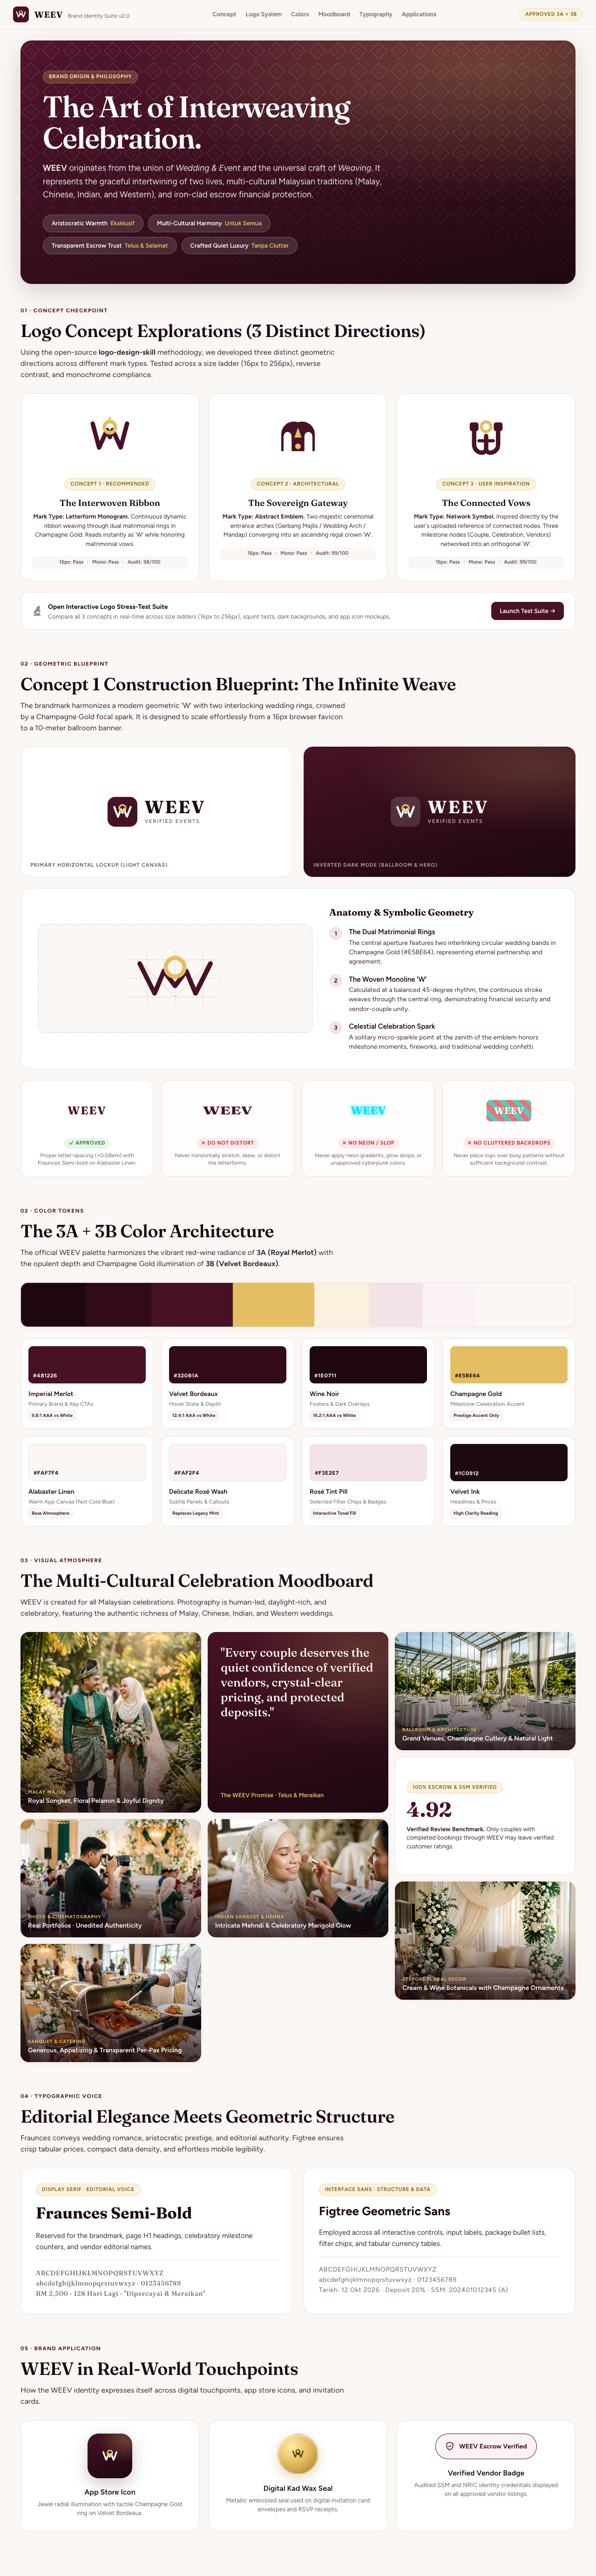 WEEV Brand Identity Suite v2.0
Concept
Logo System
Colors
Moodboard
Typography
Applications
APPROVED 3A + 3B
BRAND ORIGIN & PHILOSOPHY
The Art of Interweaving
Celebration.
WEEV originates from the union of Wedding & Event and the universal craft of Weaving. It
represents the graceful intertwining of two lives, multi-cultural Malaysian traditions (Malay,
Chinese, Indian, and Western), and iron-clad escrow financial protection.
Aristocratic Warmth Eksklusif
Multi-Cultural Harmony Untuk Semua
Transparent Escrow Trust Telus & Selamat
Crafted Quiet Luxury Tanpa Clutter
01 · CONCEPT CHECKPOINT
Logo Concept Explorations (3 Distinct Directions)
Using the open-source logo-design-skill methodology, we developed three distinct geometric
directions across different mark types. Tested across a size ladder (16px to 256px), reverse
contrast, and monochrome compliance.
CONCEPT 1 · RECOMMENDED
The Interwoven Ribbon
Mark Type: Letterform Monogram. Continuous dynamic
ribbon weaving through dual matrimonial rings in
Champagne Gold. Reads instantly as 'W' while honoring
matrimonial vows.
16px: Pass • Mono: Pass • Audit: 98/100
CONCEPT 2 · ARCHITECTURAL
The Sovereign Gateway
Mark Type: Abstract Emblem. Two majestic ceremonial
entrance arches (Gerbang Majlis / Wedding Arch /
Mandap) converging into an ascending regal crown 'W'.
16px: Pass • Mono: Pass • Audit: 99/100
CONCEPT 3 · USER INSPIRATION
The Connected Vows
Mark Type: Network Symbol. Inspired directly by the
user's uploaded reference of connected nodes. Three
milestone nodes (Couple, Celebration, Vendors)
networked into an orthogonal 'W'.
16px: Pass • Mono: Pass • Audit: 99/100
Open Interactive Logo Stress-Test Suite
Compare all 3 concepts in real-time across size ladders (16px to 256px), squint tests, dark backgrounds, and app icon mockups.
Launch Test Suite →
02 · GEOMETRIC BLUEPRINT
Concept 1 Construction Blueprint: The Infinite Weave
The brandmark harmonizes a modern geometric 'W' with two interlocking wedding rings, crowned
by a Champagne Gold focal spark. It is designed to scale effortlessly from a 16px browser favicon
to a 10-meter ballroom banner.
WEEV
VERIFIED EVENTS
PRIMARY HORIZONTAL LOCKUP (LIGHT CANVAS)
WEEV
VERIFIED EVENTS
INVERTED DARK MODE (BALLROOM & HERO)
Anatomy & Symbolic Geometry
1
The Dual Matrimonial Rings
The central aperture features two interlinking circular wedding bands in
Champagne Gold (#E5BE64), representing eternal partnership and
agreement.
2
The Woven Monoline 'W'
Calculated at a balanced 45-degree rhythm, the continuous stroke
weaves through the central ring, demonstrating financial security and
vendor-couple unity.
3
Celestial Celebration Spark
A solitary micro-sparkle point at the zenith of the emblem honors
milestone moments, fireworks, and traditional wedding confetti.
WEEV
✓ APPROVED
Proper letter-spacing (+0.08em) with
Fraunces Semi-bold on Alabaster Linen.
WEEV
✕ DO NOT DISTORT
Never horizontally stretch, skew, or distort
the letterforms.
WEEV
✕ NO NEON / SLOP
Never apply neon gradients, glow drops, or
unapproved cyberpunk colors.
WEEV
✕ NO CLUTTERED BACKDROPS
Never place logo over busy patterns without
sufficient background contrast.
02 · COLOR TOKENS
The 3A + 3B Color Architecture
The official WEEV palette harmonizes the vibrant red-wine radiance of 3A (Royal Merlot) with
the opulent depth and Champagne Gold illumination of 3B (Velvet Bordeaux).
#481226
Imperial Merlot
Primary Brand & Key CTAs
9.8:1 AAA vs White
#320B1A
Velvet Bordeaux
Hover State & Depth
12.4:1 AAA vs White
#1E0711
Wine Noir
Footers & Dark Overlays
16.2:1 AAA vs White
#E5BE64
Champagne Gold
Milestone Celebration Accent
Prestige Accent Only
#FAF7F4
Alabaster Linen
Warm App Canvas (Not Cold Blue)
Base Atmosphere
#FAF2F4
Delicate Rosé Wash
Subtle Panels & Callouts
Replaces Legacy Mint
#F3E2E7
Rosé Tint Pill
Selected Filter Chips & Badges
Interactive Tonal Fill
#1C0912
Velvet Ink
Headlines & Prices
High Clarity Reading
03 · VISUAL ATMOSPHERE
The Multi-Cultural Celebration Moodboard
WEEV is created for all Malaysian celebrations. Photography is human-led, daylight-rich, and
celebratory, featuring the authentic richness of Malay, Chinese, Indian, and Western weddings.
MALAY MAJLIS
Royal Songket, Floral Pelamin & Joyful Dignity
"Every couple deserves the
quiet confidence of verified
vendors, crystal-clear
pricing, and protected
deposits."
The WEEV Promise · Telus & Meraikan
BALLROOM & ARCHITECTURE
Grand Venues, Champagne Cutlery & Natural Light
100% ESCROW & SSM VERIFIED
4.92
Verified Review Benchmark. Only couples with
completed bookings through WEEV may leave verified
customer ratings.
PHOTO & CINEMATOGRAPHY
Real Portfolios · Unedited Authenticity
INDIAN SANGEET & HENNA
Intricate Mehndi & Celebratory Marigold Glow
BESPOKE FLORAL DECOR
Cream & Wine Botanicals with Champagne Ornaments
BANQUET & CATERING
Generous, Appetizing & Transparent Per-Pax Pricing
04 · TYPOGRAPHIC VOICE
Editorial Elegance Meets Geometric Structure
Fraunces conveys wedding romance, aristocratic prestige, and editorial authority. Figtree ensures
crisp tabular prices, compact data density, and effortless mobile legibility.
DISPLAY SERIF · EDITORIAL VOICE
Fraunces Semi-Bold
Reserved for the brandmark, page H1 headings, celebratory milestone
counters, and vendor editorial names.
ABCDEFGHIJKLMNOPQRSTUVWXYZ
abcdefghijklmnopqrstuvwxyz · 0123456789
RM 2,500 · 128 Hari Lagi · "Dipercayai & Meraikan"
INTERFACE SANS · STRUCTURE & DATA
Figtree Geometric Sans
Employed across all interactive controls, input labels, package bullet lists,
filter chips, and tabular currency tables.
ABCDEFGHIJKLMNOPQRSTUVWXYZ
abcdefghijklmnopqrstuvwxyz · 0123456789
Tarikh: 12 Okt 2026 · Deposit 20% · SSM: 202401012345 (A)
05 · BRAND APPLICATION
WEEV in Real-World Touchpoints
How the WEEV identity expresses itself across digital touchpoints, app store icons, and invitation
cards.
App Store Icon
Jewel radial illumination with tactile Champagne Gold
ring on Velvet Bordeaux.
Digital Kad Wax Seal
Metallic embossed seal used on digital invitation card
envelopes and RSVP receipts.
WEEV Escrow Verified
Verified Vendor Badge
Audited SSM and NRIC identity credentials displayed
on all approved vendor listings.